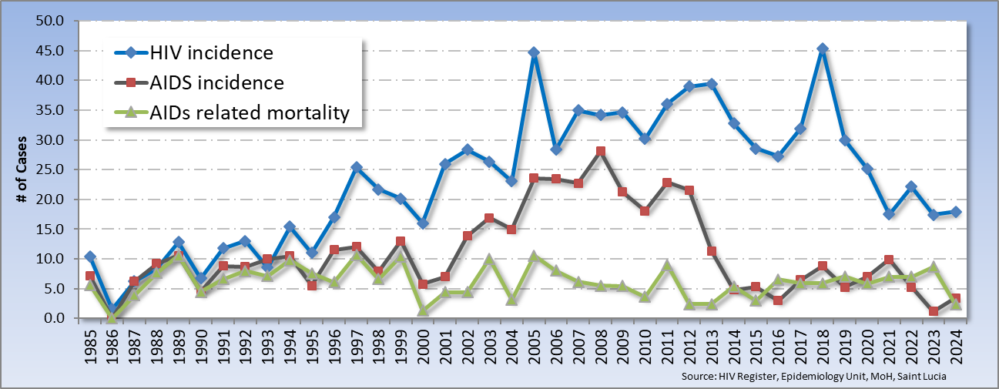 50.0
45.0
40.0
35.0
30.0
25.0
20.0
15.0
10.0
5.0
0.0
# of Cases
HIV incidence
AIDS incidence
AIDs related mortality
1985 1986 1987 1988 1989 1990 1991 1992 1993 1994 1995 1996 1997 1998 1999 2000 2001 2002 2003 2004 2005 2006 2007 2008 2009 2010 2011 2012 2013 2014 2015 2016 2017 2018 2019 2020 2021 2022 2023 2024
Source: HIV Register, Epidemiology Unit, MoH, Saint Lucia